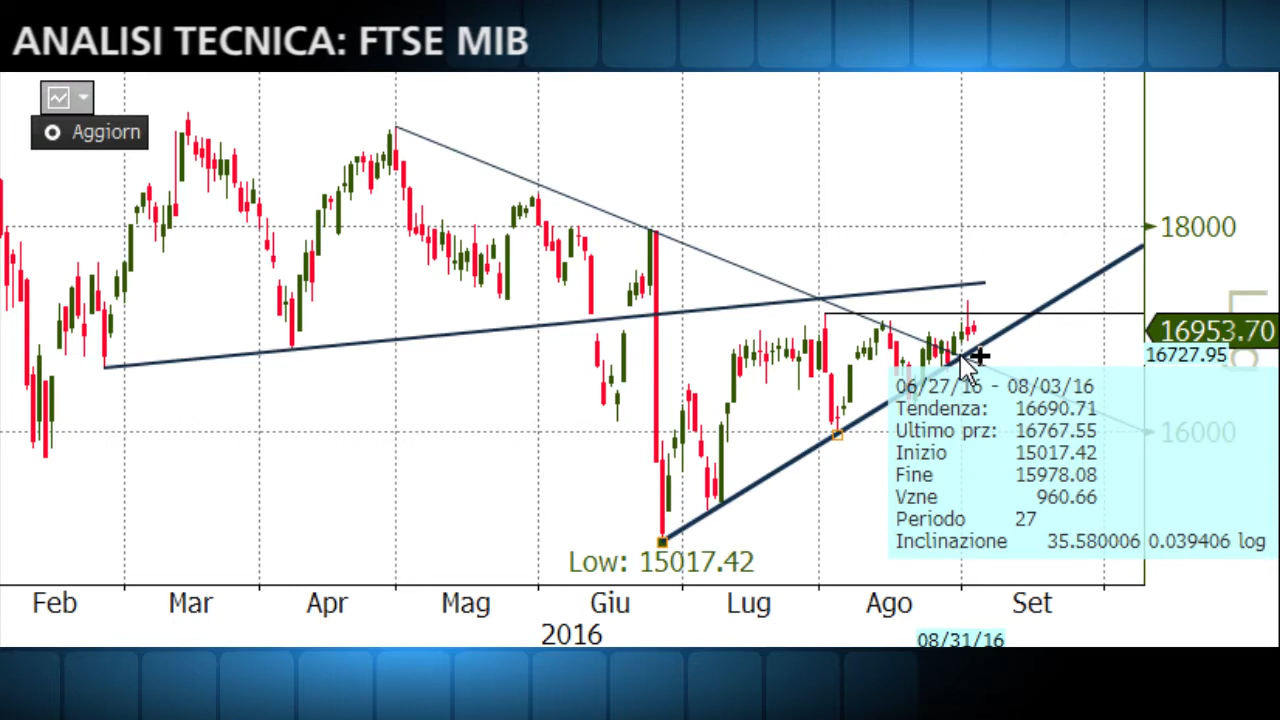 ANALISI TECNICA: FTSE MIB
Aggiorn
18000
16953.70
16727.95
06/27/16 - 08/03/16
Tendenza: 16690.71
Ultimo prz: 16767.55
16000
Inizio 15017.42
Fine 15978.08
Vzne 960.66
Periodo 27
Inclinazione 35.580006 0.039406 log
Low: 15017.42
Feb Mar Apr Mag Giu Lug Ago Set
2016
08/31/16